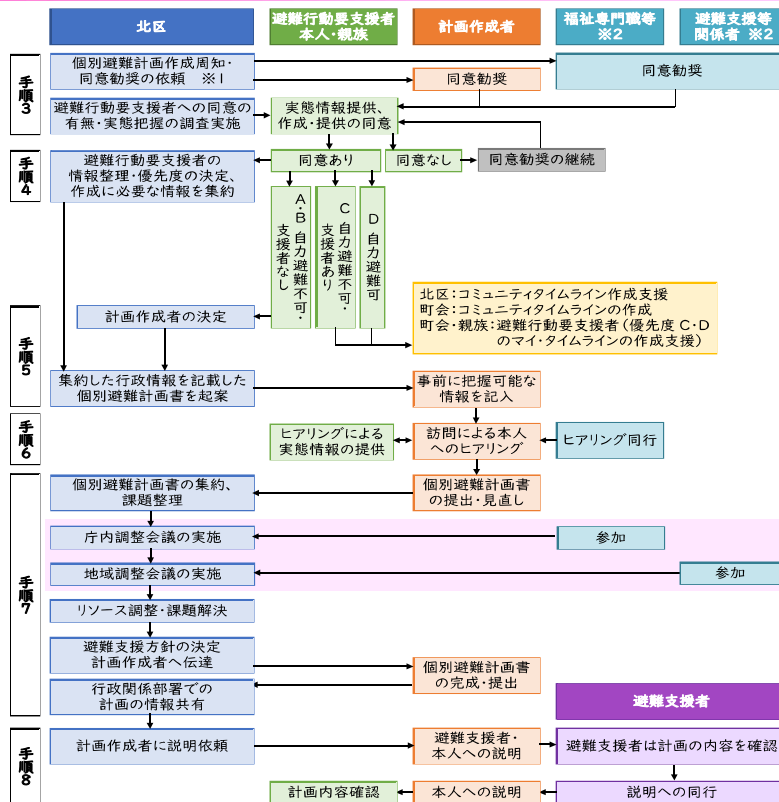 北区
避難行動要支援者
本人・親族
計画作成者
福祉専門職等
※2
避難支援等
関係者 ※2
手順3
個別避難計画作成周知・
同意勧奨の依頼 ※1
同意勧奨
同意勧奨
避難行動要支援者への同意の
有無・実態把握の調査実施
実態情報提供、
作成・提供の同意
手順4
避難行動要支援者の
情報整理・優先度の決定、
作成に必要な情報を集約
同意あり
同意なし
同意勧奨の継続
A・B 自力避難不可・
支援者なし
C 自力避難不可・
支援者あり
D 自力避難可
北区:コミュニティタイムライン作成支援
町会:コミュニティタイムラインの作成
町会・親族:避難行動要支援者(優先度C・D
のマイ・タイムラインの作成支援)
手順5
計画作成者の決定
集約した行政情報を記載した
個別避難計画書を起案
事前に把握可能な
情報を記入
手順6
ヒアリングによる
実態情報の提供
訪問による本人
へのヒアリング
ヒアリング同行
手順7
個別避難計画書の集約、
課題整理
個別避難計画書
の提出・見直し
庁内調整会議の実施
参加
地域調整会議の実施
参加
リソース調整・課題解決
避難支援方針の決定
計画作成者へ伝達
個別避難計画書
の完成・提出
行政関係部署での
計画の情報共有
避難支援者
手順8
計画作成者に説明依頼
避難支援者・
本人への説明
避難支援者は計画の内容を確認
計画内容確認
本人への説明
説明への同行